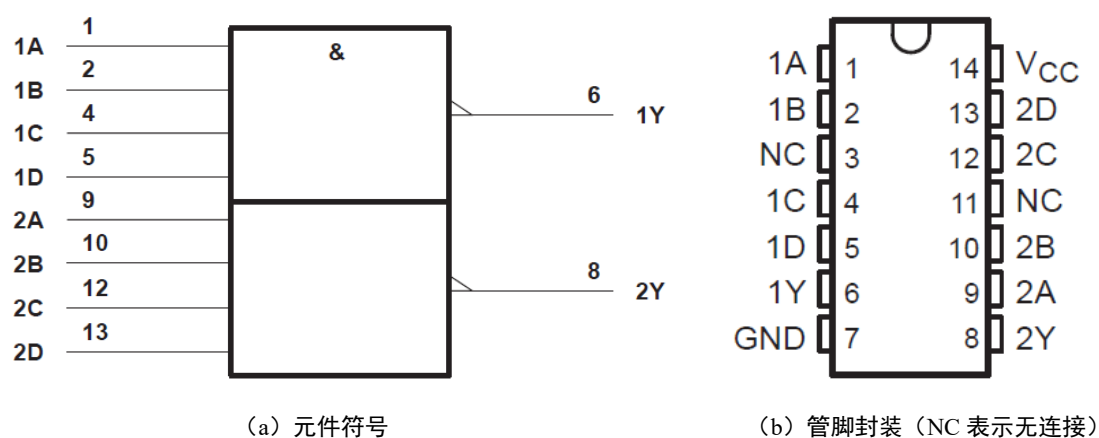 1A 1
1B 2
1C 4
1D 5
2A 9
2B 10
2C 12
2D 13
&
6 1Y
8 2Y
(a)元件符号
1A 1 14 VCC
1B 2 13 2D
NC 3 12 2C
1C 4 11 NC
1D 5 10 2B
1Y 6 9 2A
GND 7 8 2Y
(b)管脚封装(NC 表示无连接)